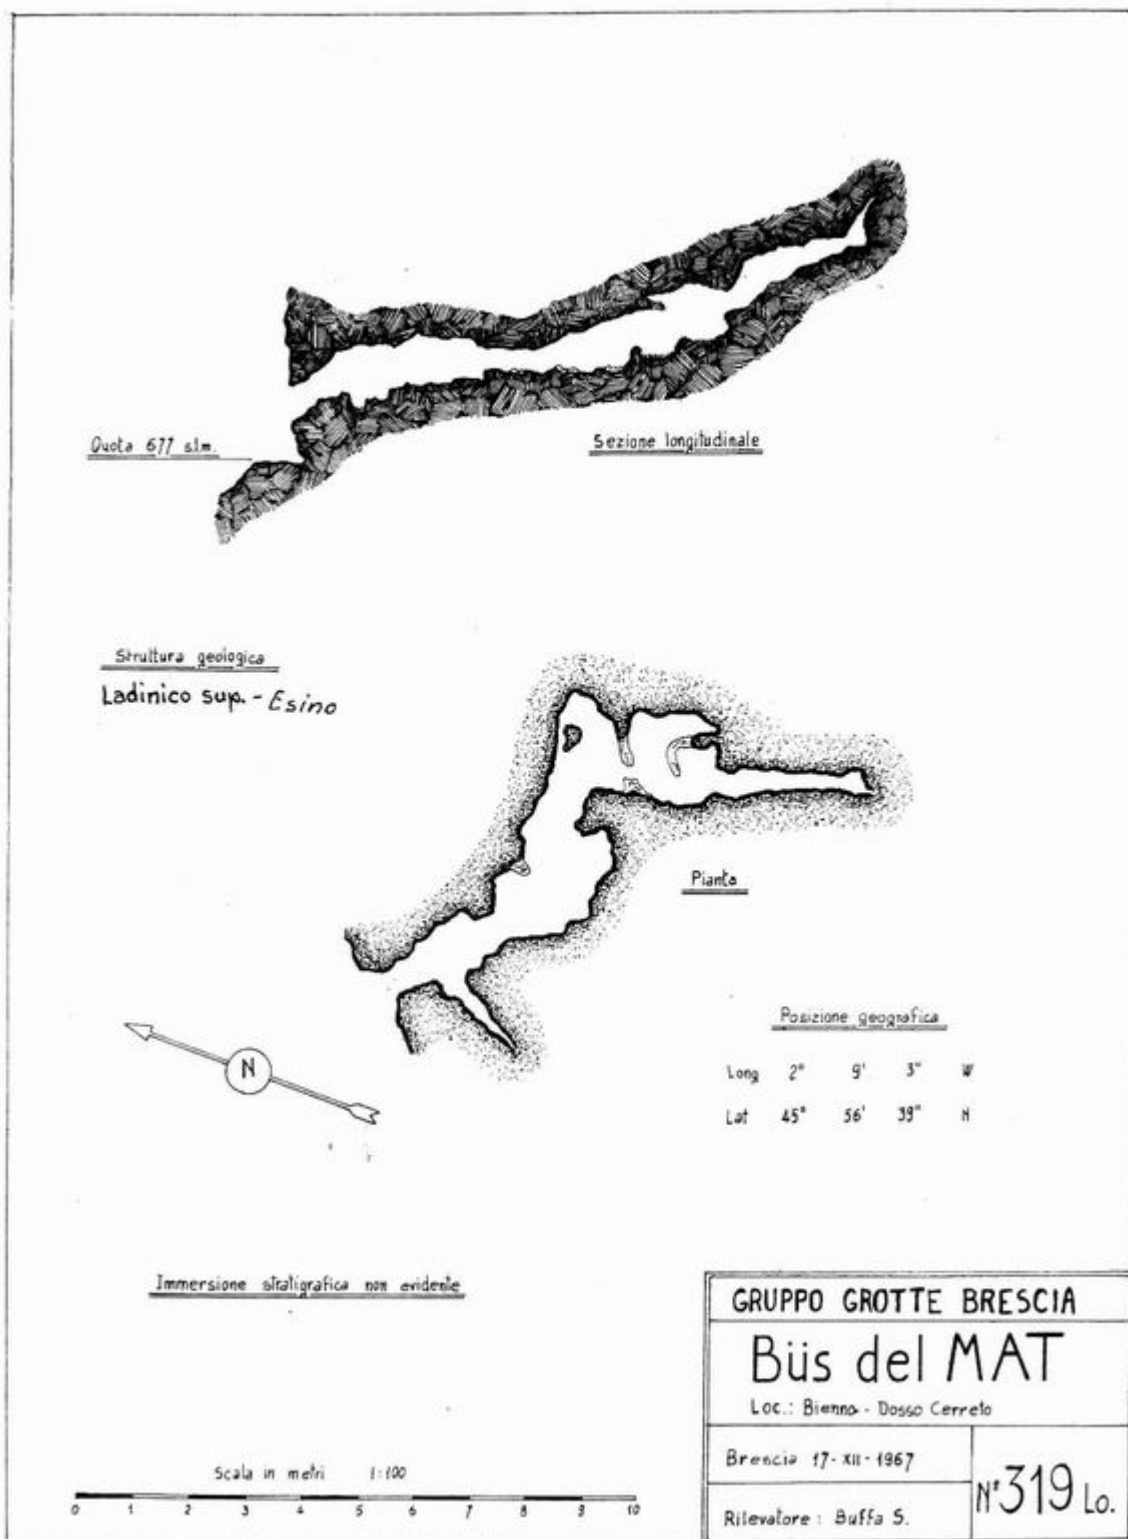 Quota 677 s.l.m.
Sezione longitudinale
Struttura geologica
Ladinico sup. - Esino
Pianta
N
Posizione geografica
Long 2° 9' 3" W
Lat 45° 56' 39" N
Immersione stratigrafica non evidente
Scala in metri 1:100
0 1 2 3 4 5 6 7 8 9 10
GRUPPO GROTTE BRESCIA
Büs del MAT
Loc.: Bienno - Dosso Cerreto
Brescia 17-XII-1967
Rilevatore: Buffa S.
N° 319 Lo.